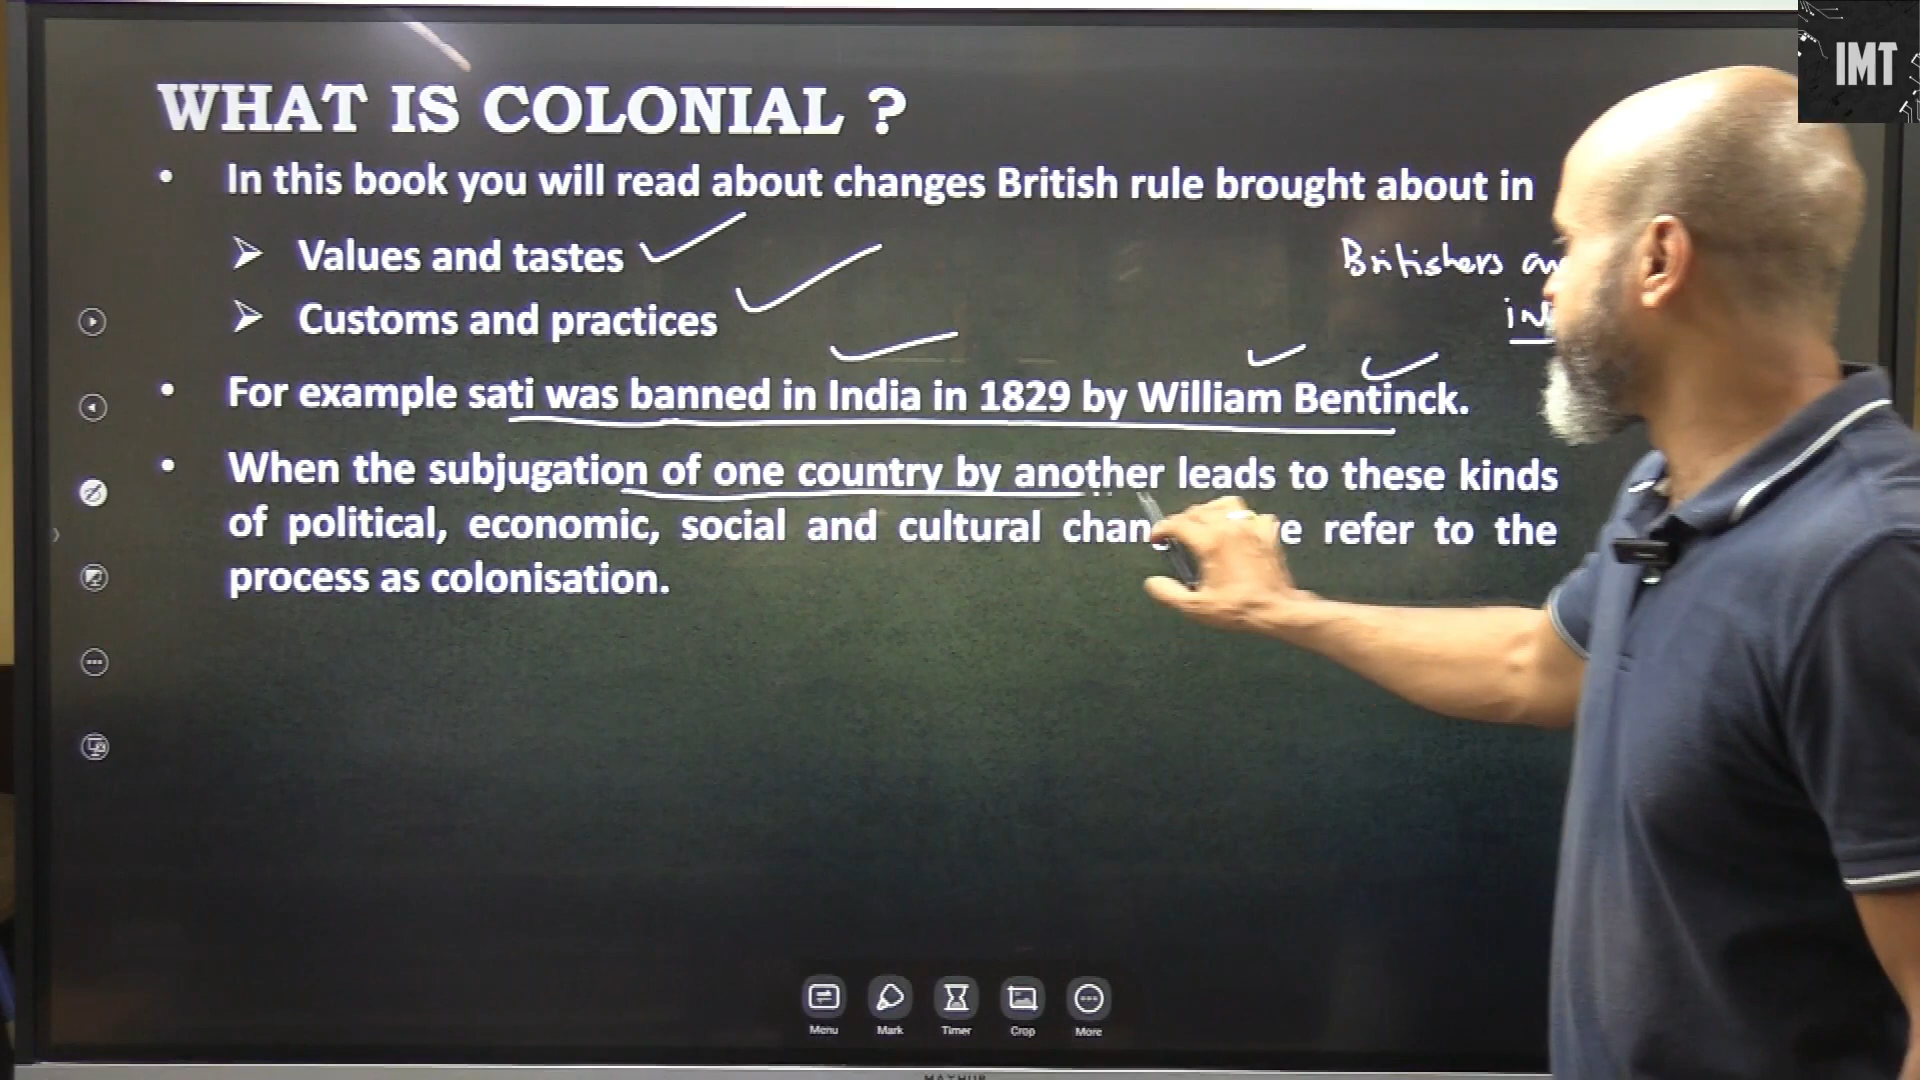 IMT
WHAT IS COLONIAL ?
• In this book you will read about changes British rule brought about in
➢ Values and tastes
Britishers
➢ Customs and practices
• For example sati was banned in India in 1829 by William Bentinck.
• When the subjugation of one country by another leads to these kinds
of political, economic, social and cultural refer to the
process as colonisation.
Menu Mark Timer Crop More